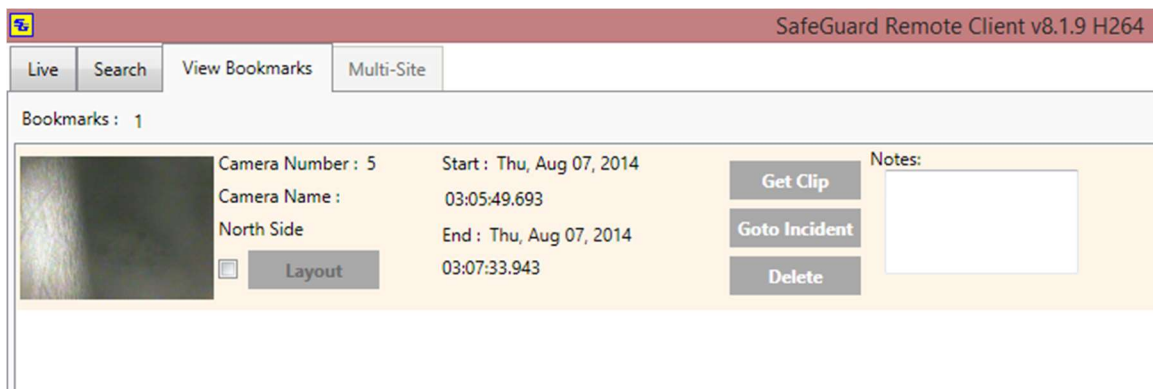 SG
SafeGuard Remote Client v8.1.9 H264
Live Search View Bookmarks Multi-Site
Bookmarks : 1
Camera Number : 5
Camera Name :
North Side
Layout
Start : Thu, Aug 07, 2014
03:05:49.693
End : Thu, Aug 07, 2014
03:07:33.943
Get Clip
Goto Incident
Delete
Notes: